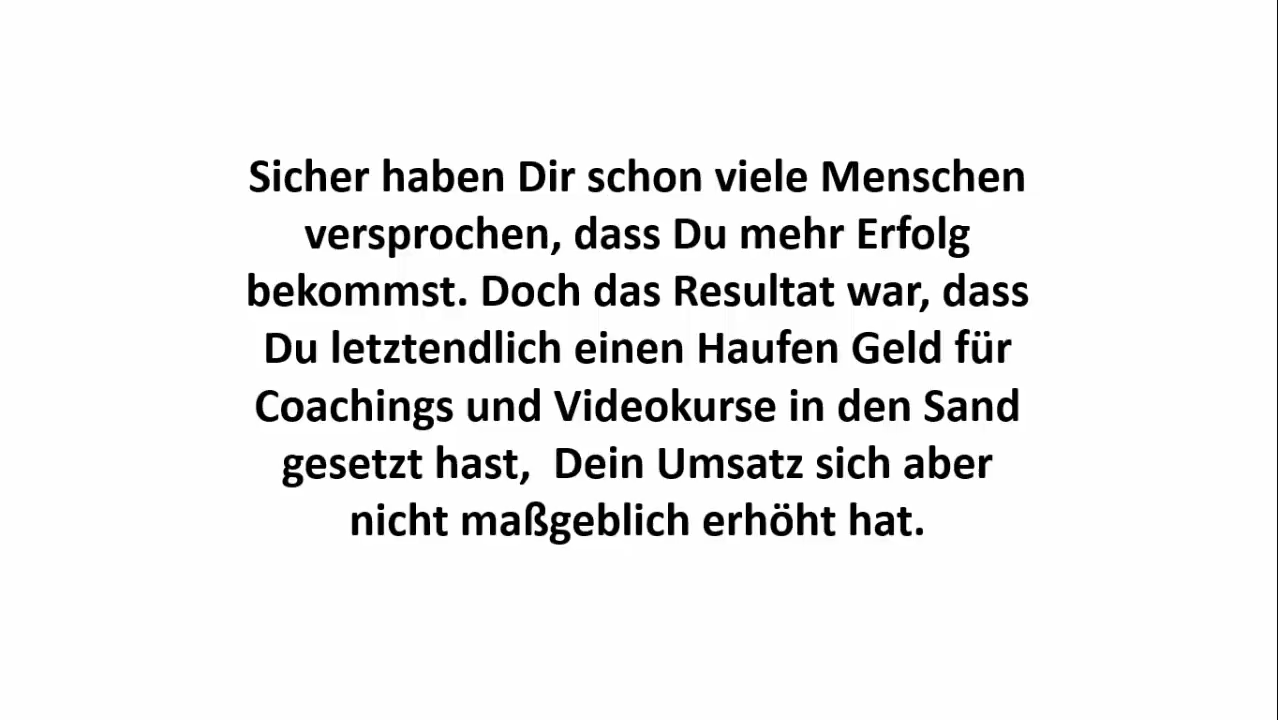 Sicher haben Dir schon viele Menschen
versprochen, dass Du mehr Erfolg
bekommst. Doch das Resultat war, dass
Du letztendlich einen Haufen Geld für
Coachings und Videokurse in den Sand
gesetzt hast,  Dein Umsatz sich aber
nicht maßgeblich erhöht hat.